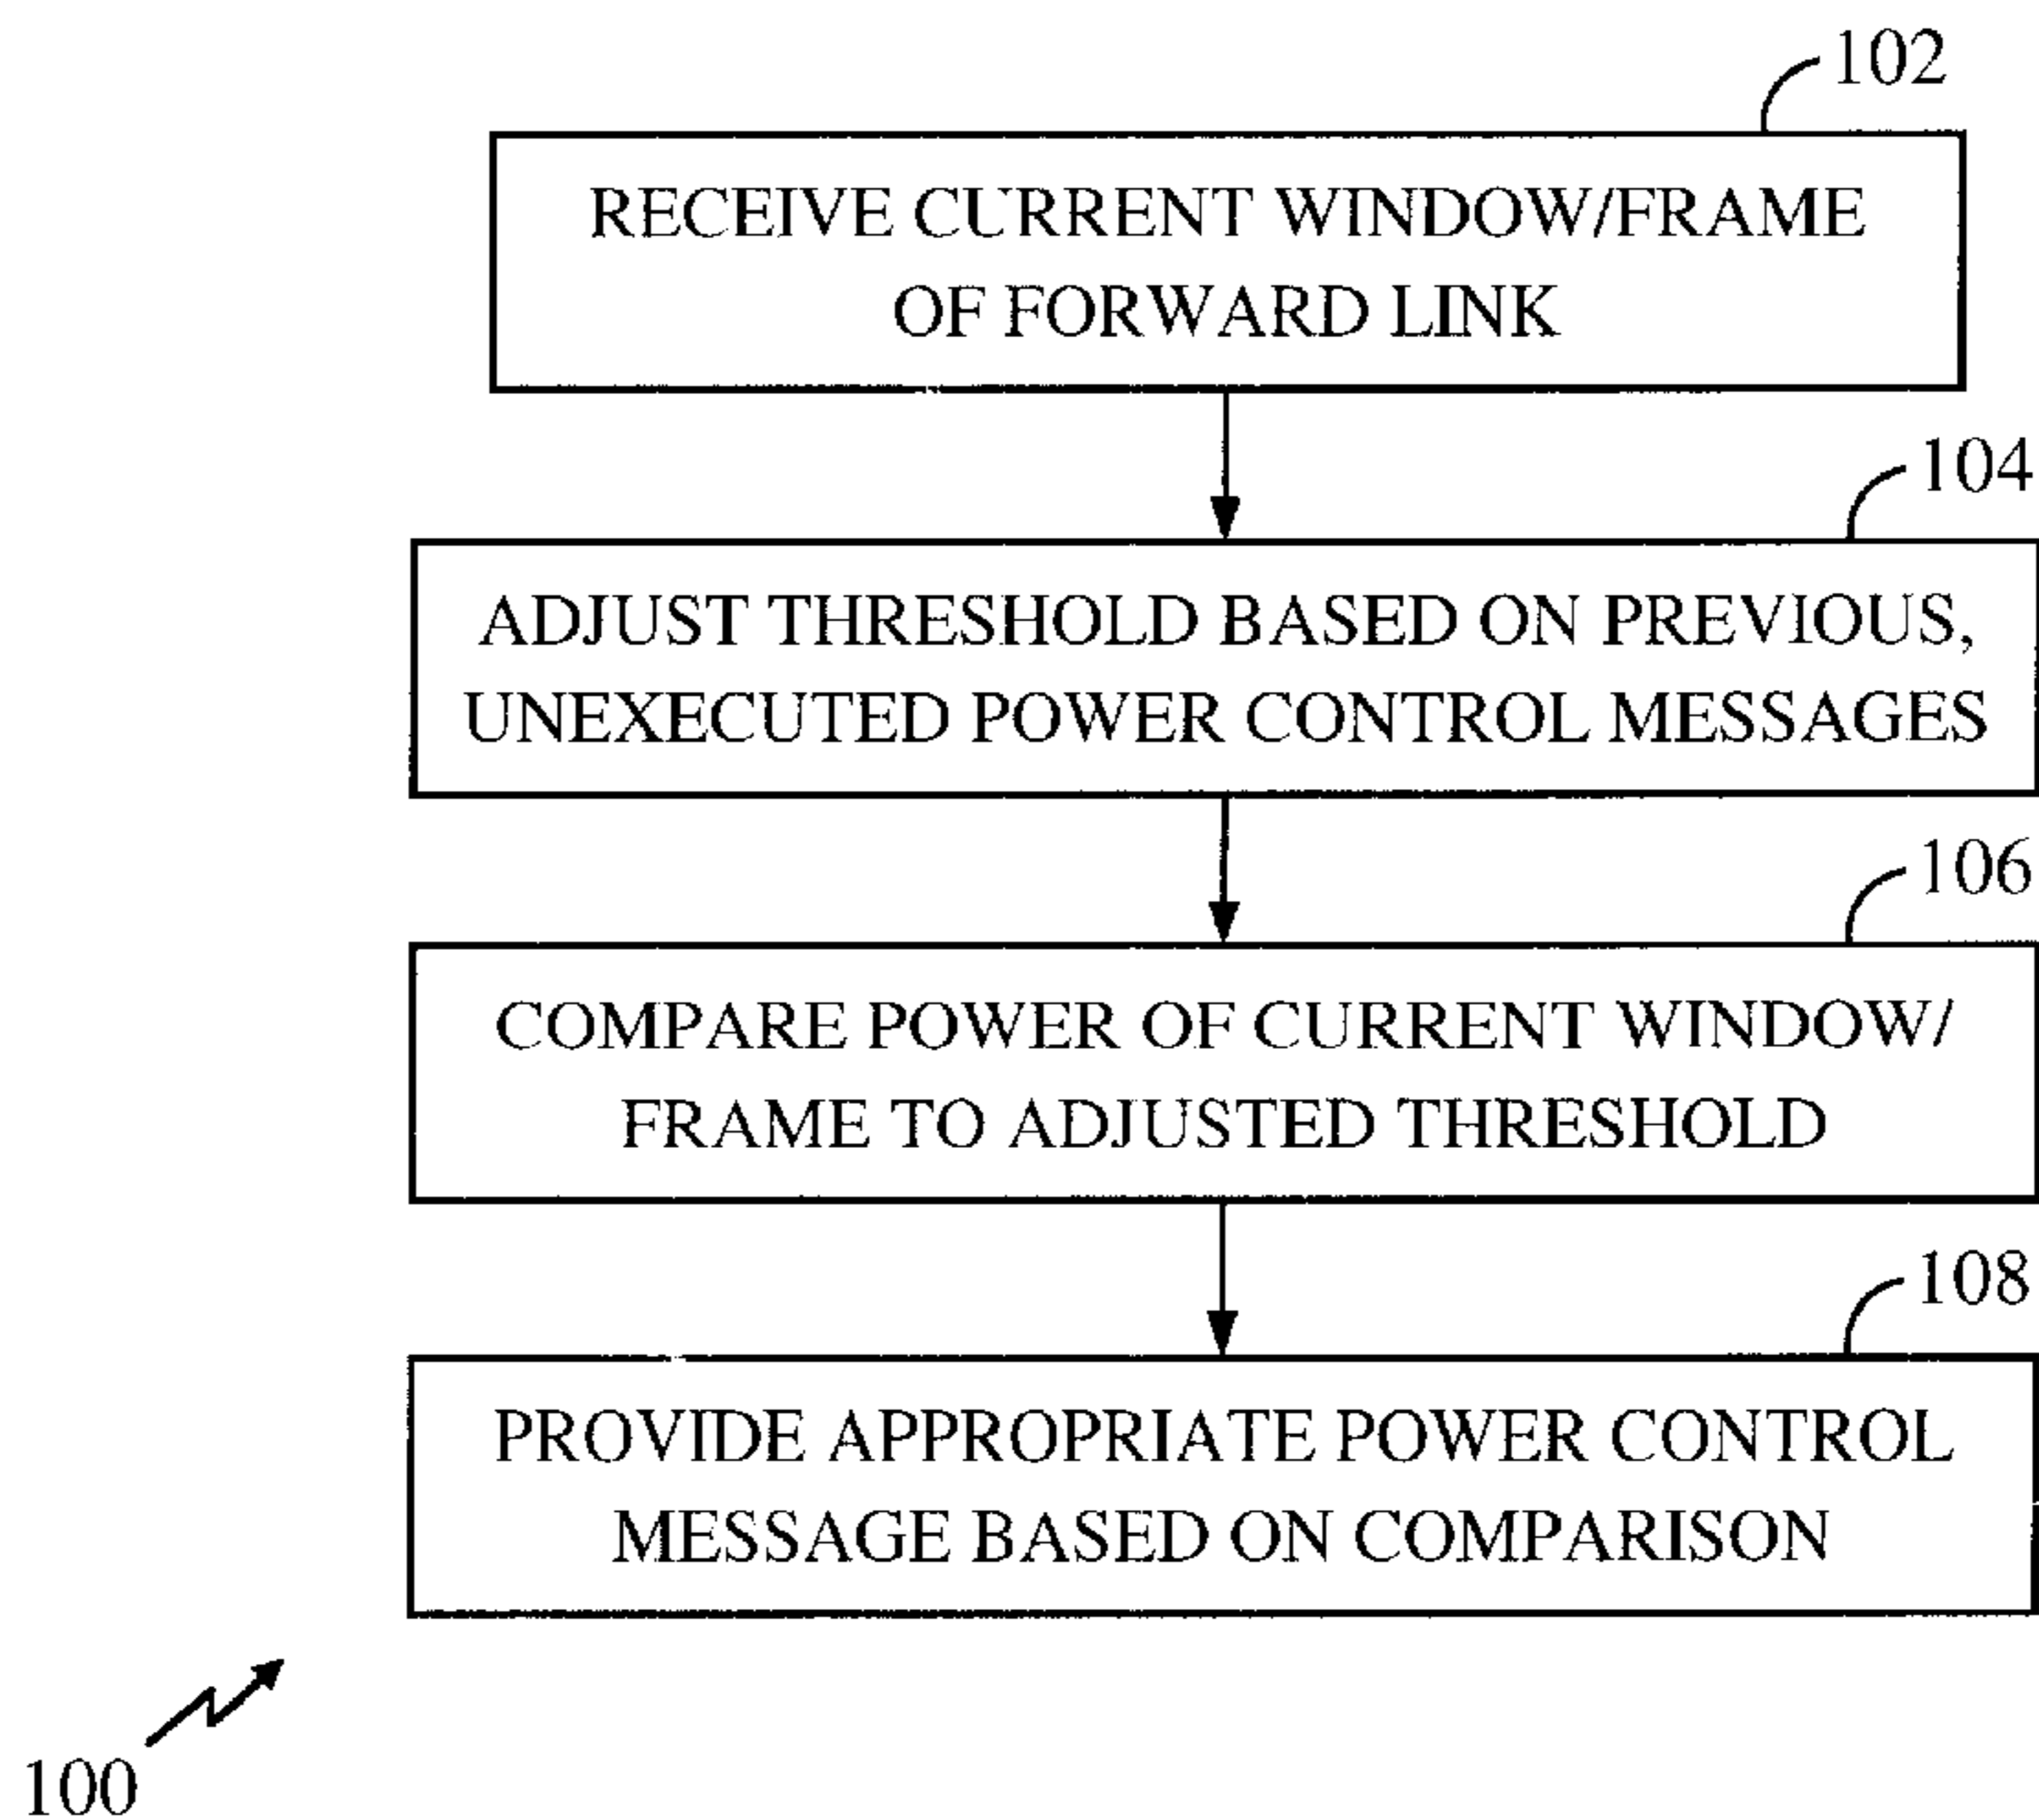 102
RECEIVE CURRENT WINDOW/FRAME
OF FORWARD LINK
104
ADJUST THRESHOLD BASED ON PREVIOUS,
UNEXECUTED POWER CONTROL MESSAGES
106
COMPARE POWER OF CURRENT WINDOW/
FRAME TO ADJUSTED THRESHOLD
108
PROVIDE APPROPRIATE POWER CONTROL
MESSAGE BASED ON COMPARISON
100